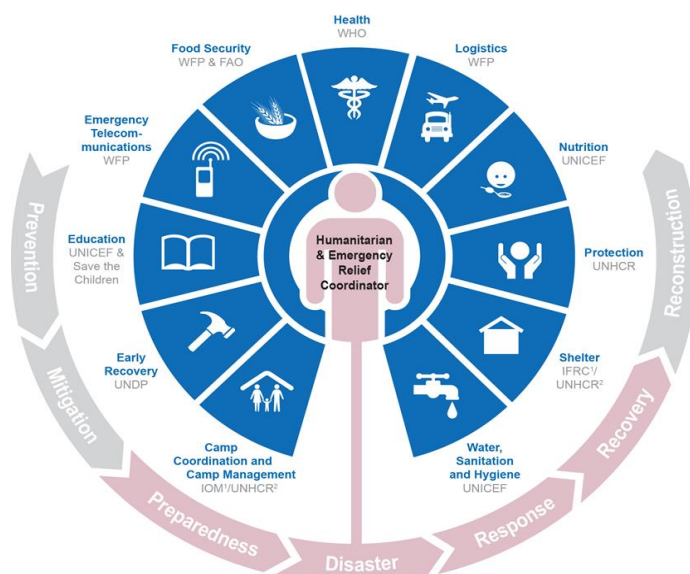 Health
WHO
Logistics
WFP
Nutrition
UNICEF
Protection
UNHCR
Shelter
IFRC¹/
UNHCR²
Water,
Sanitation
and Hygiene
UNICEF
Camp
Coordination and
Camp Management
IOM¹/UNHCR²
Early
Recovery
UNDP
Education
UNICEF &
Save the
Children
Emergency
Telecom-
munications
WFP
Food Security
WFP & FAO
Humanitarian
& Emergency
Relief
Coordinator
Prevention
Mitigation
Preparedness
Disaster
Response
Recovery
Reconstruction